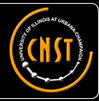 UNIVERSITY OF ILLINOIS AT URBANA-CHAMPAIGN
CNST